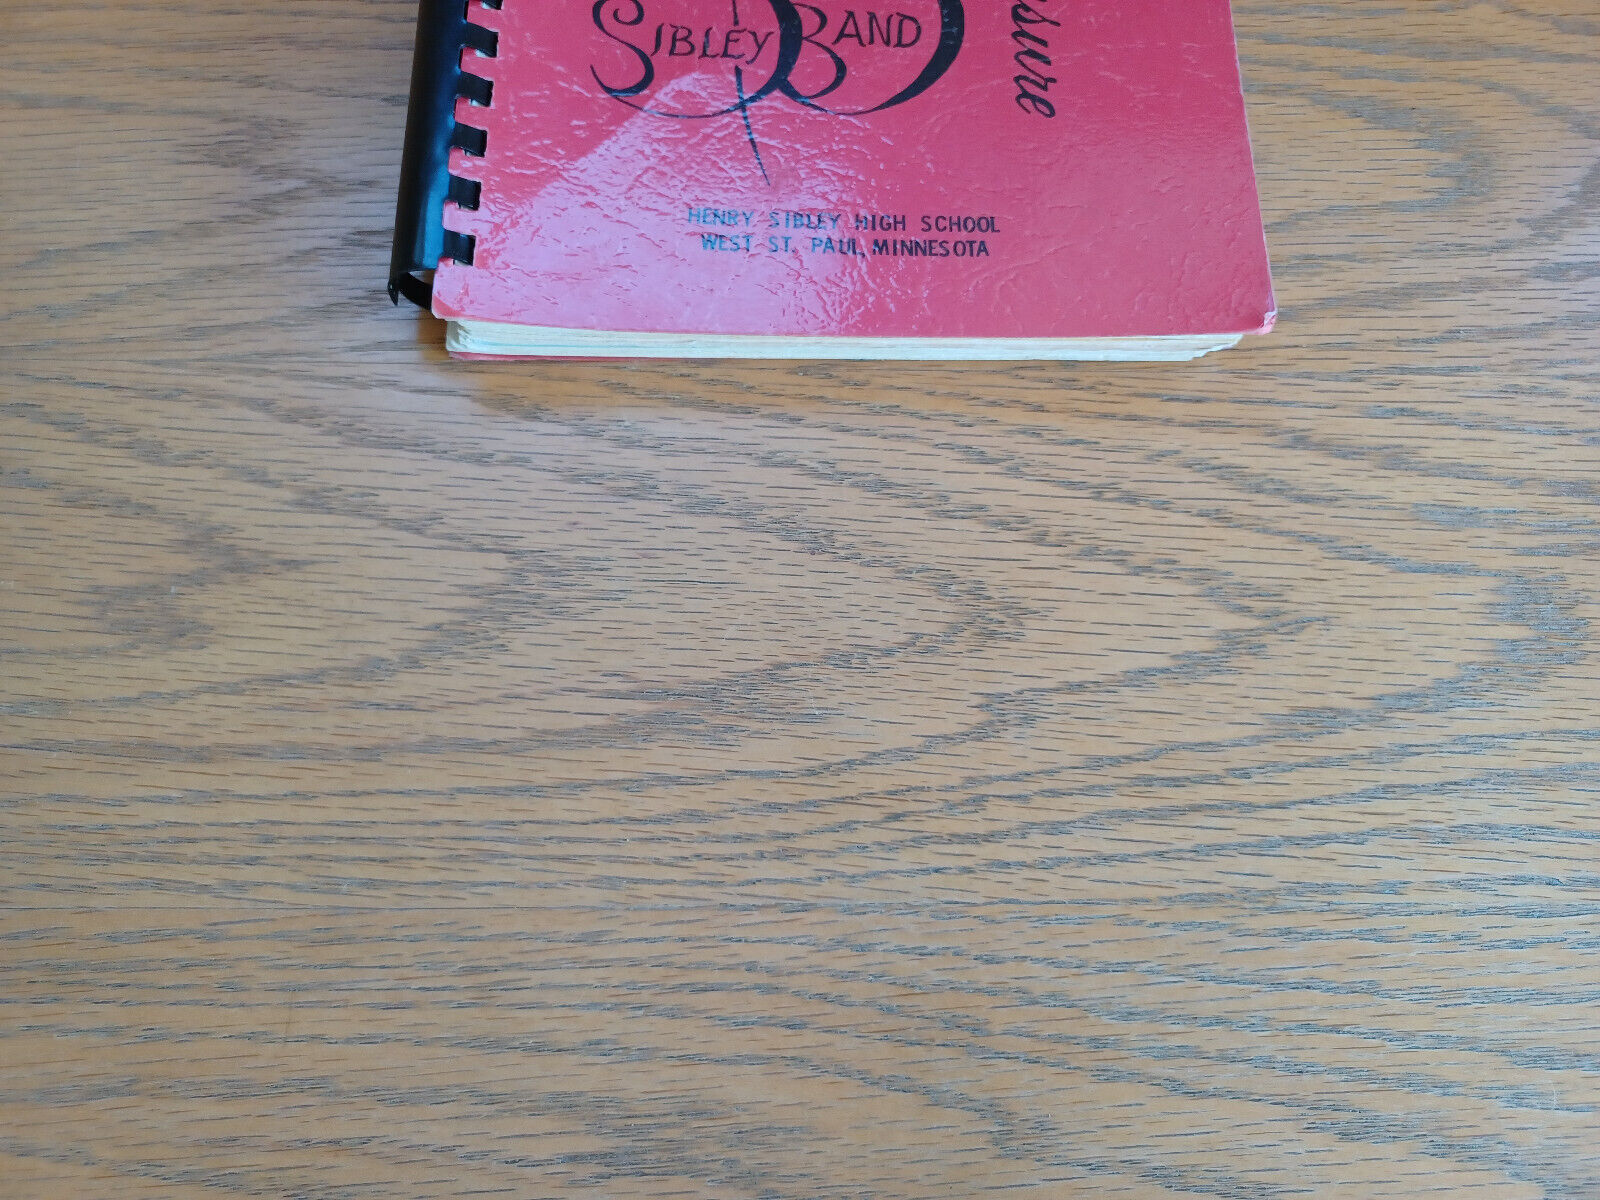 SIBLEY BAND
HENRY SIBLEY HIGH SCHOOL
WEST ST. PAUL, MINNESOTA